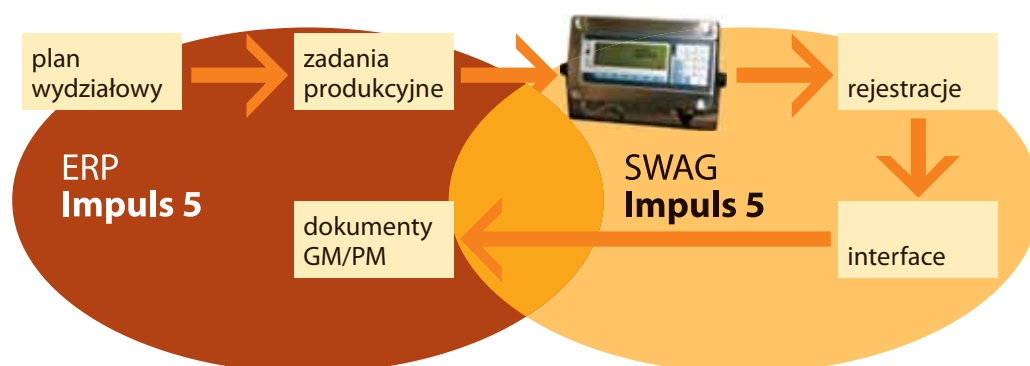 plan
wydziałowy
zadania
produkcyjne
rejestracje
ERP
Impuls 5
SWAG
Impuls 5
dokumenty
GM/PM
interface